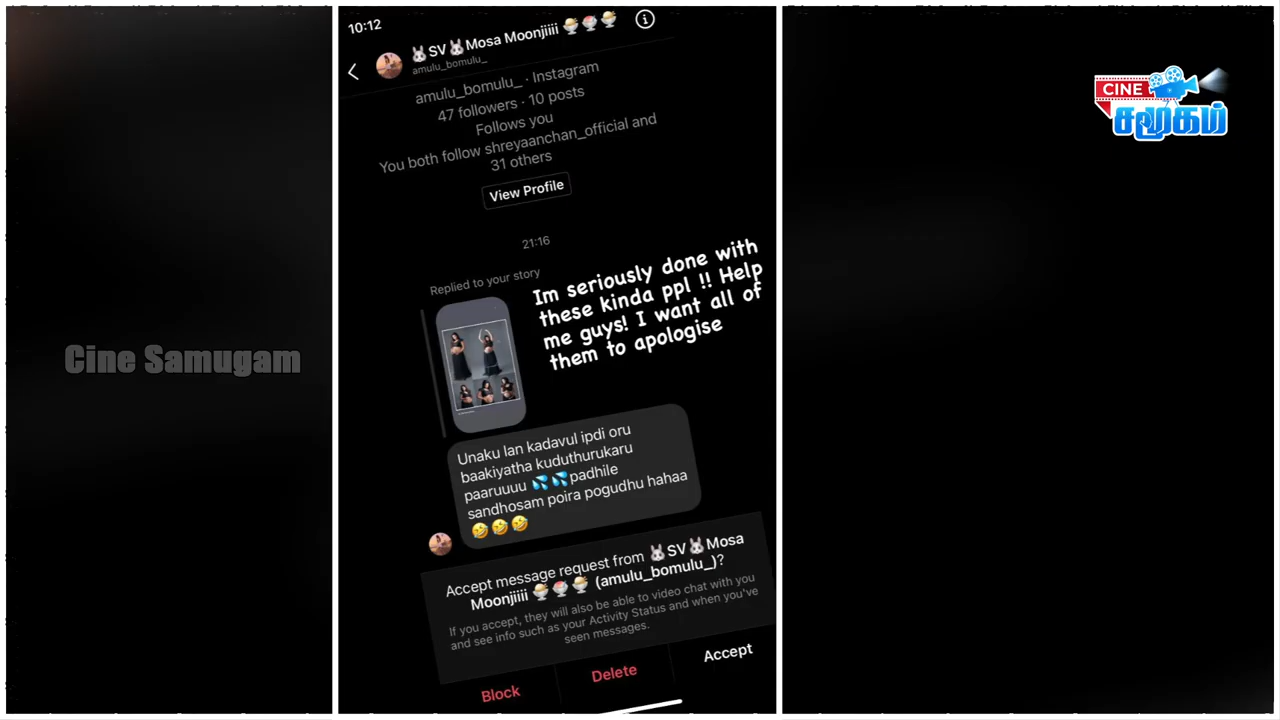 10:12
🐰SV🐰Mosa Moonjiiii 🍨🍧🍨
amulu_bomulu_
amulu_bomulu_ · Instagram
47 followers · 10 posts
Follows you
You both follow shreyaanchan_official and
31 others
View Profile
21:16
Replied to your story
Im seriously done with
these kinda ppl !! Help
me guys! I want all of
them to apologise
Unaku lan kadavul ipdi oru
baakiyatha kuduthurukaru
paaruuuu 💦💦padhile
sandhosam poira pogudhu hahaa
🤣🤣🤣
Accept message request from 🐰SV🐰Mosa
Moonjiiii 🍨🍧🍨 (amulu_bomulu_)?
If you accept, they will also be able to video chat with you
and see info such as your Activity Status and when you've
seen messages.
Block
Delete
Accept
CINE
சமூகம்
Cine Samugam